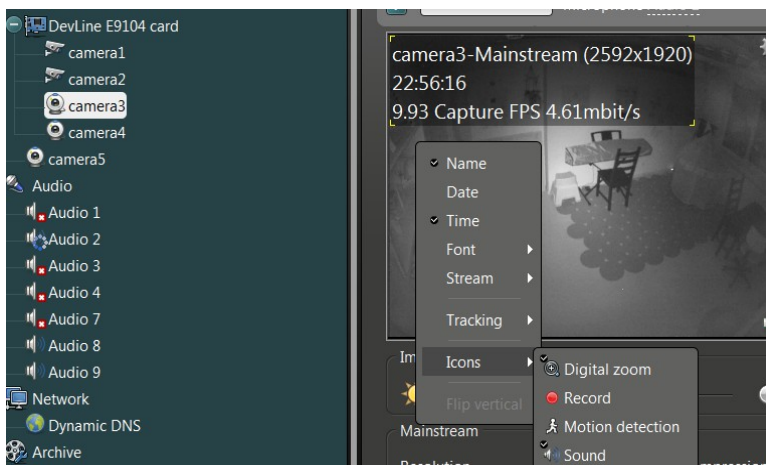 DevLine E9104 card
camera1
camera2
camera3
camera4
camera5
Audio
Audio 1
Audio 2
Audio 3
Audio 4
Audio 7
Audio 8
Audio 9
Network
Dynamic DNS
Archive
camera3-Mainstream (2592x1920)
22:56:16
9.93 Capture FPS 4.61mbit/s
Name
Date
Time
Font
Stream
Tracking
Icons
Flip vertical
Digital zoom
Record
Motion detection
Sound
Mainstream